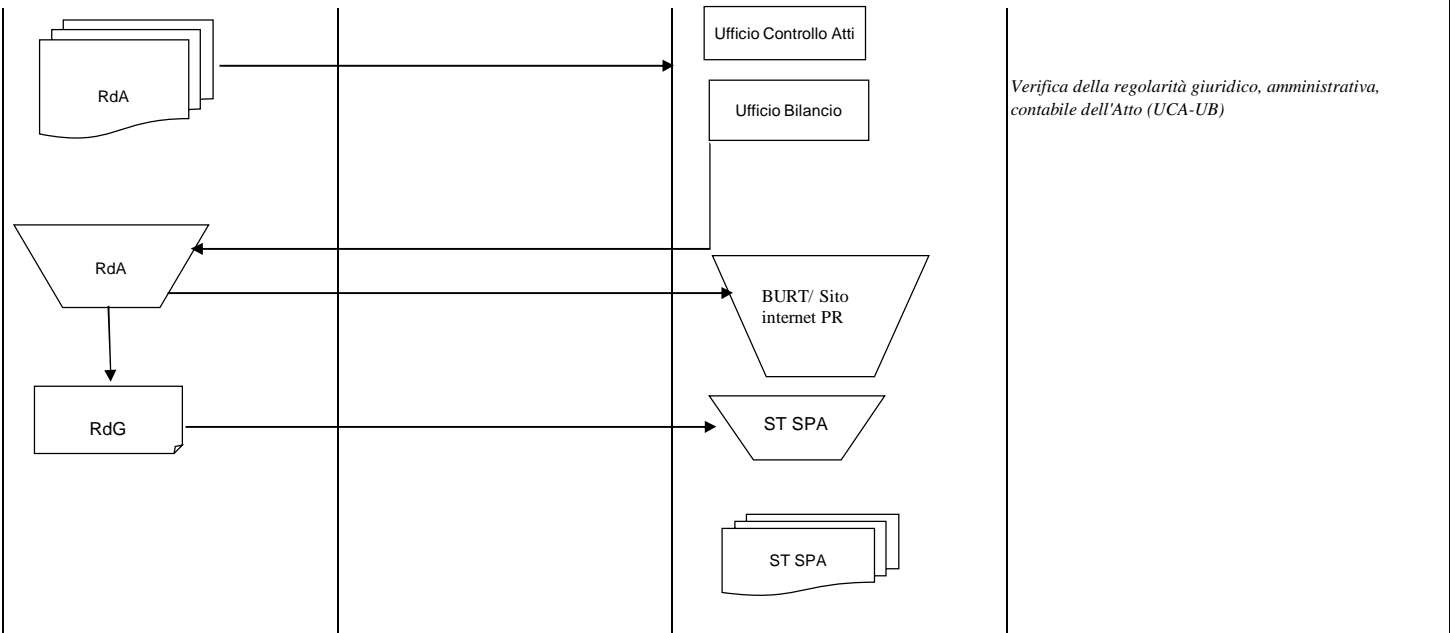 Ufficio Controllo Atti
RdA
Ufficio Bilancio
Verifica della regolarità giuridico, amministrativa,
contabile dell'Atto (UCA-UB)
RdA
BURT/ Sito
internet PR
RdG
ST SPA
ST SPA